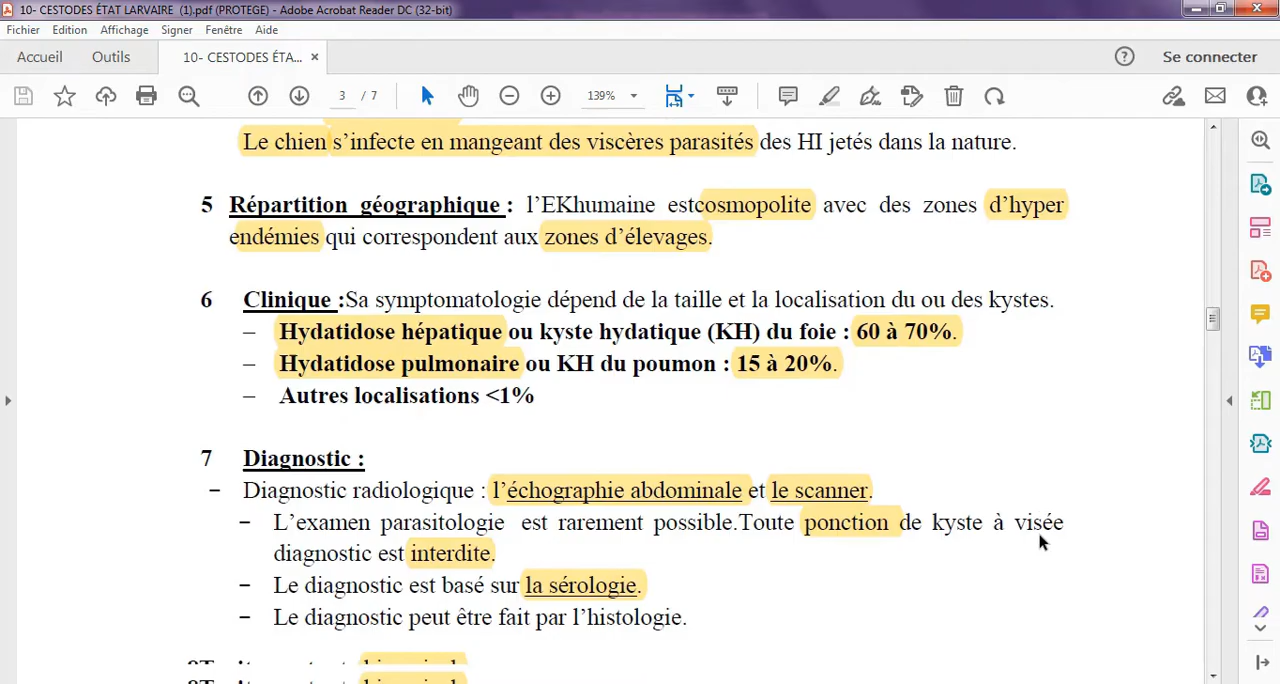 10- CESTODES ÉTAT LARVAIRE (1).pdf (PROTEGE) - Adobe Acrobat Reader DC (32-bit)
Fichier Edition Affichage Signer Fenêtre Aide
Accueil Outils 10- CESTODES ÉTA... × Se connecter
3 / 7 139%
Le chien s’infecte en mangeant des viscères parasités des HI jetés dans la nature.
5 Répartition géographique : l’EKhumaine estcosmopolite avec des zones d’hyper
endémies qui correspondent aux zones d’élevages.
6 Clinique :Sa symptomatologie dépend de la taille et la localisation du ou des kystes.
– Hydatidose hépatique ou kyste hydatique (KH) du foie : 60 à 70%.
– Hydatidose pulmonaire ou KH du poumon : 15 à 20%.
– Autres localisations <1%
7 Diagnostic :
– Diagnostic radiologique : l’échographie abdominale et le scanner.
– L’examen parasitologie est rarement possible.Toute ponction de kyste à visée
diagnostic est interdite.
– Le diagnostic est basé sur la sérologie.
– Le diagnostic peut être fait par l’histologie.